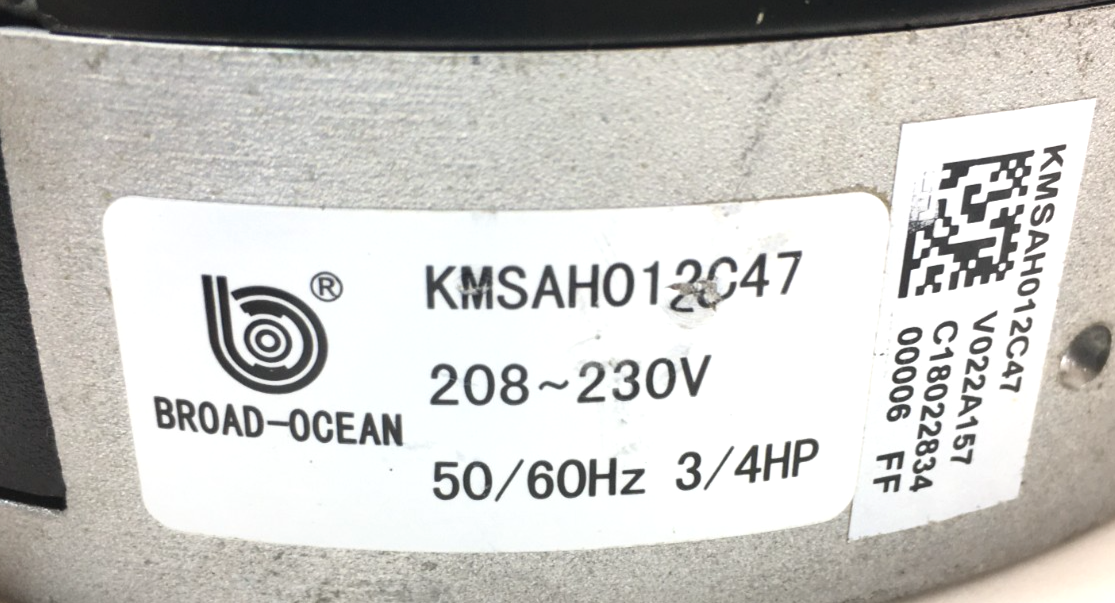 ®
BROAD-OCEAN
KMSAH012C47
208~230V
50/60Hz 3/4HP
KMSAH012C47
V022A157
C18022834
00006 FF